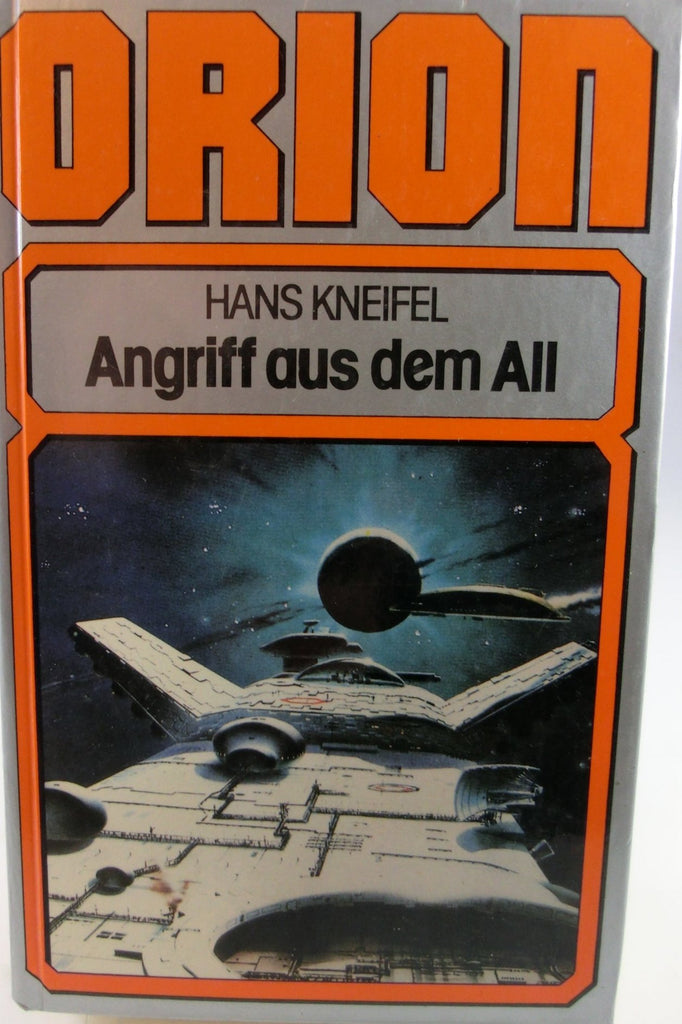 ORION
HANS KNEIFEL
Angriff aus dem All